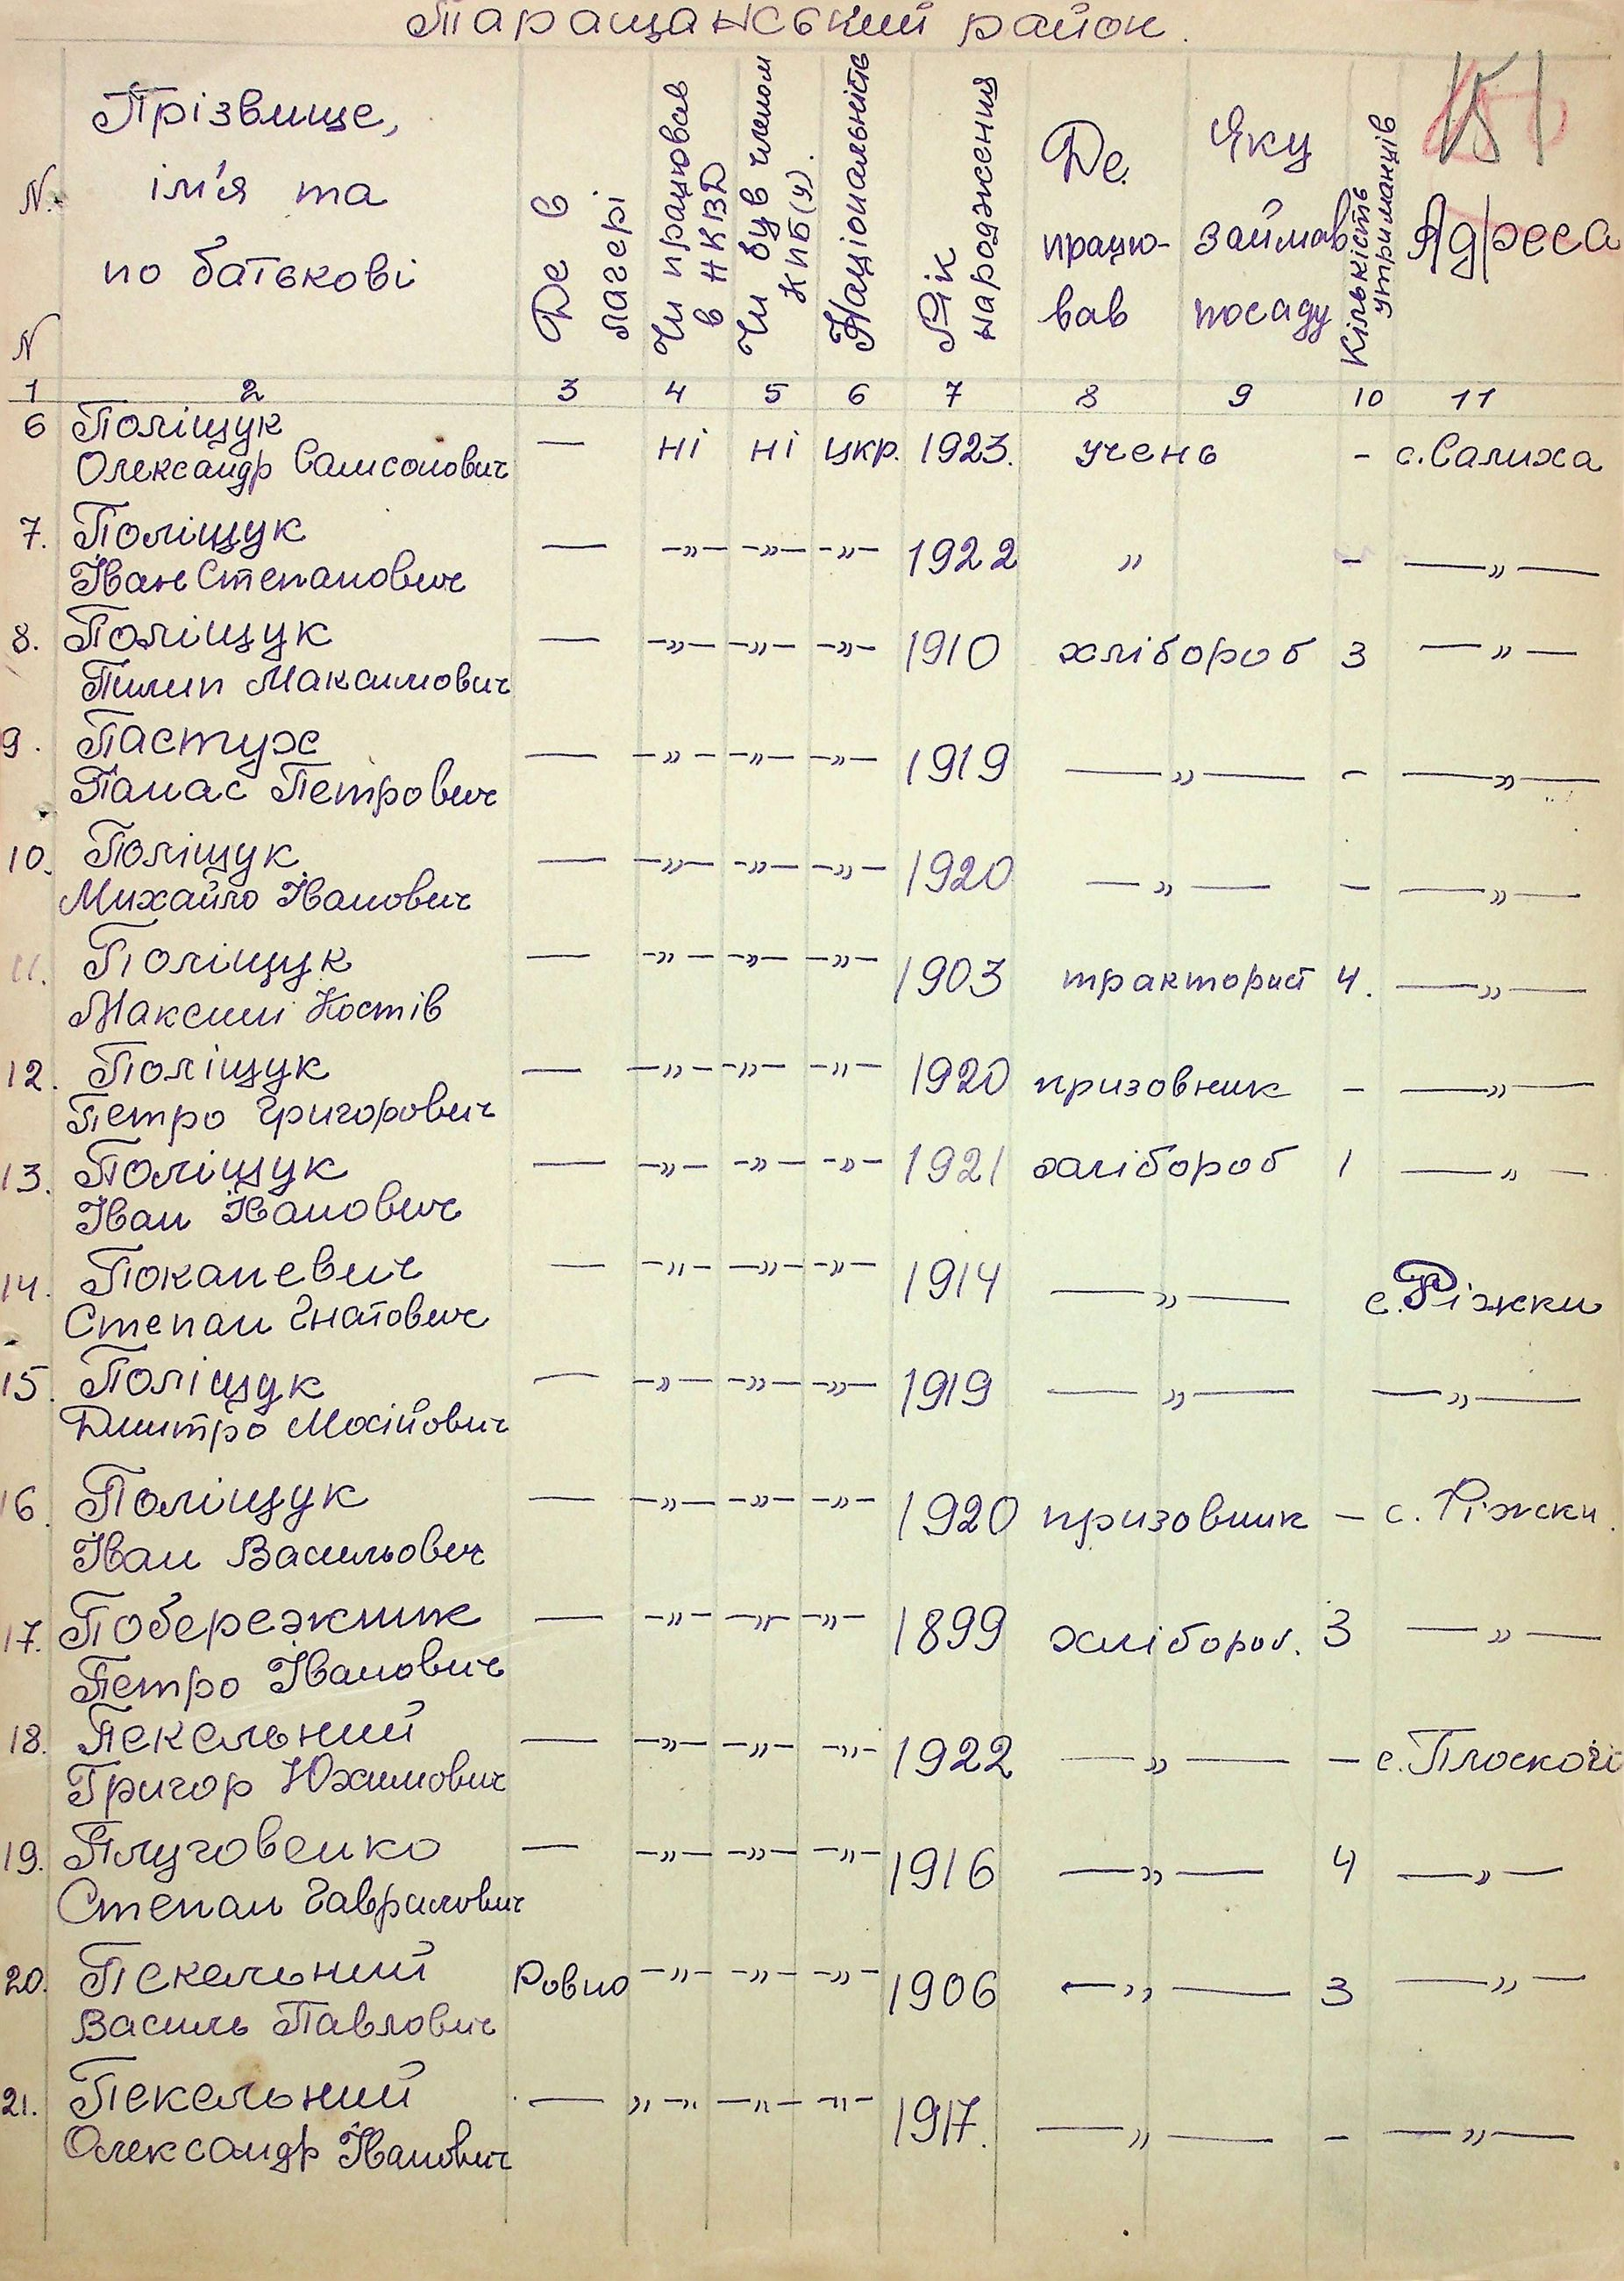 Таращанський район.
151
N. N
Прізвище,
ім'я та
по батькові
Де в
лагері
Чи працював
в НКВД
Чи був членом
КПб(у).
Національність
Рік
народження
Де
працю-
вав
Яку
займав
посаду
Кількість
утриманців
Адреса
1 2 3 4 5 6 7 8 9 10 11
6 Поліщук
Олександр Самсонович — ні ні укр. 1923. учень - с. Салиха
7. Поліщук
Іван Степанович — -"- -"- -"- 1922 " - —"—
8. Поліщук
Пилип Максимович — -"- -"- -"- 1910 хлібороб 3 —"—
9. Пастух
Панас Петрович — -"- -"- -"- 1919 —"— - —"—
10. Поліщук
Михайло Іванович — -"- -"- -"- 1920 —"— - —"—
11. Поліщук
Максим Костів — -"- -"- -"- 1903 тракторист 4. —"—
12. Поліщук
Петро Григорович — -"- -"- -"- 1920 призовник - —"—
13. Поліщук
Іван Іванович — -"- -"- -"- 1921 хлібороб 1 —"—
14. Поканевич
Степан Гнатович — -"- -"- -"- 1914 —"— с. Ріжки
15. Поліщук
Дмитро Мосійович — -"- -"- -"- 1919 —"— —"—
16. Поліщук
Іван Васильович — -"- -"- -"- 1920 призовник - с. Ріжки.
17. Побережник
Петро Іванович — -"- -"- -"- 1899 хлібороб. 3 —"—
18. Пекельний
Григор Юхимович — -"- -"- -"- 1922 —"— - с. Плоское
19. Плуговенко
Степан Гаврилович — -"- -"- -"- 1916 —"— 4 —"—
20. Пекельний
Василь Павлович Ровно -"- -"- -"- 1906 —"— 3 —"—
21. Пекельний
Олександр Іванович — "-"- -"- -"- 1917. —"— - —"—